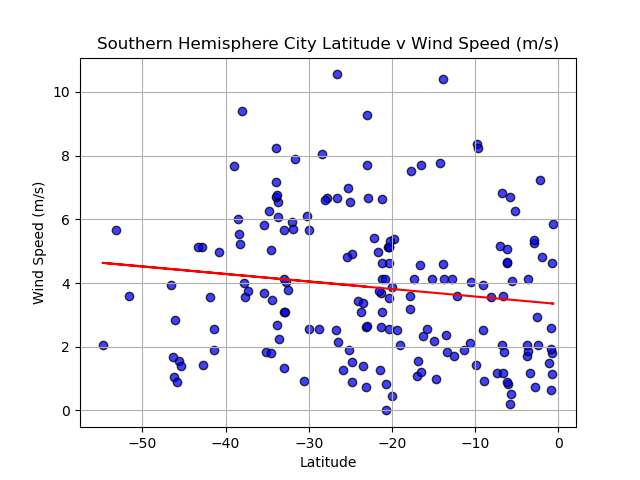 Southern Hemisphere City Latitude v Wind Speed (m/s)
10
8
6
4
2
0
Wind Speed (m/s)
−50 −40 −30 −20 −10 0
Latitude